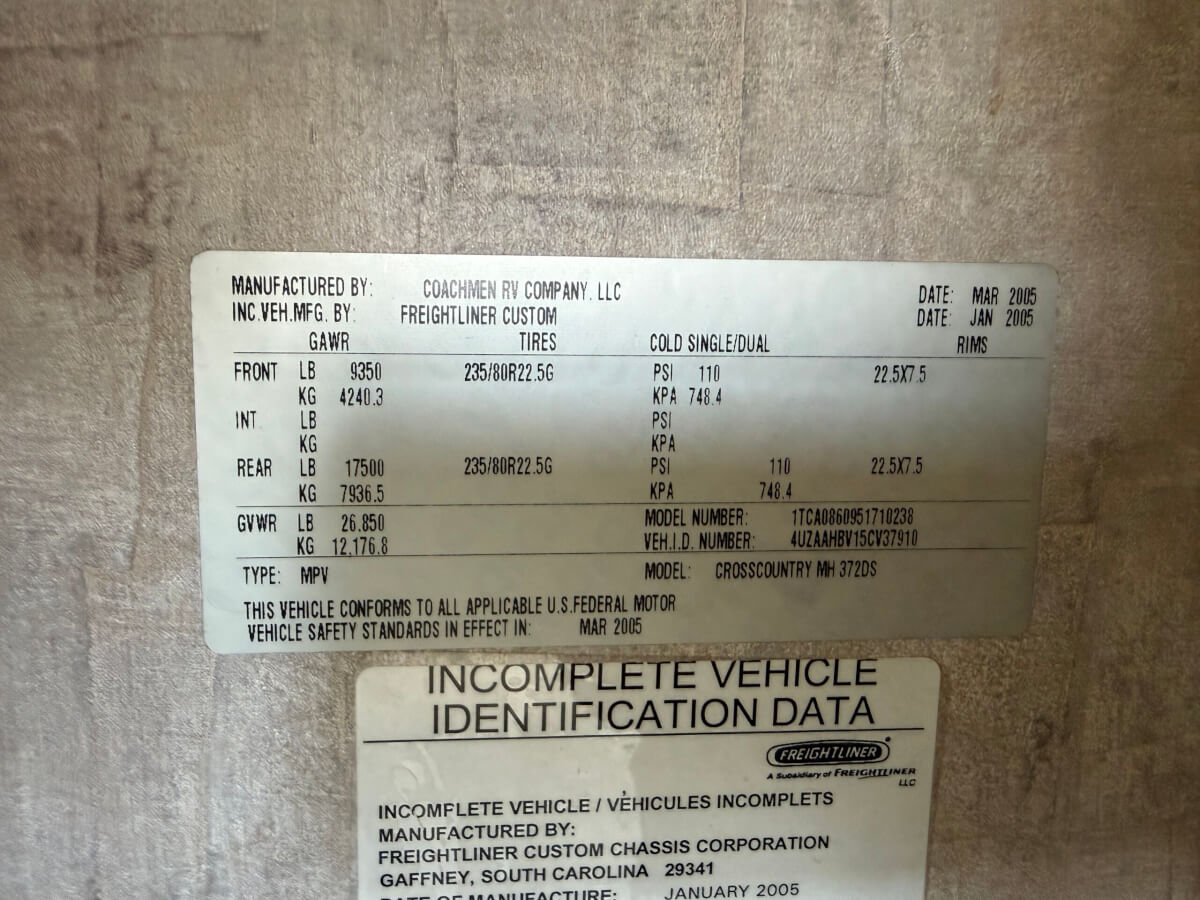 MANUFACTURED BY: COACHMEN RV COMPANY. LLC DATE: MAR 2005
INC.VEH.MFG. BY: FREIGHTLINER CUSTOM DATE: JAN 2005
GAWR TIRES COLD SINGLE/DUAL RIMS
FRONT LB 9350 235/80R22.5G PSI 110 22.5X7.5
KG 4240.3 KPA 748.4
INT LB PSI
KG KPA
REAR LB 17500 235/80R22.5G PSI 110 22.5X7.5
KG 7936.5 KPA 748.4
GVWR LB 26.850 MODEL NUMBER: 1TCA0860951710238
KG 12,176.8 VEH.I.D. NUMBER: 4UZAAHBV15CV37910
TYPE: MPV MODEL: CROSSCOUNTRY MH 372DS
THIS VEHICLE CONFORMS TO ALL APPLICABLE U.S.FEDERAL MOTOR
VEHICLE SAFETY STANDARDS IN EFFECT IN: MAR 2005
INCOMPLETE VEHICLE
IDENTIFICATION DATA
FREIGHTLINER
A Subsidiary of FREIGHTLINER
LLC
INCOMPLETE VEHICLE / VÉHICULES INCOMPLETS
MANUFACTURED BY:
FREIGHTLINER CUSTOM CHASSIS CORPORATION
GAFFNEY, SOUTH CAROLINA 29341
DATE OF MANUFACTURE: JANUARY 2005